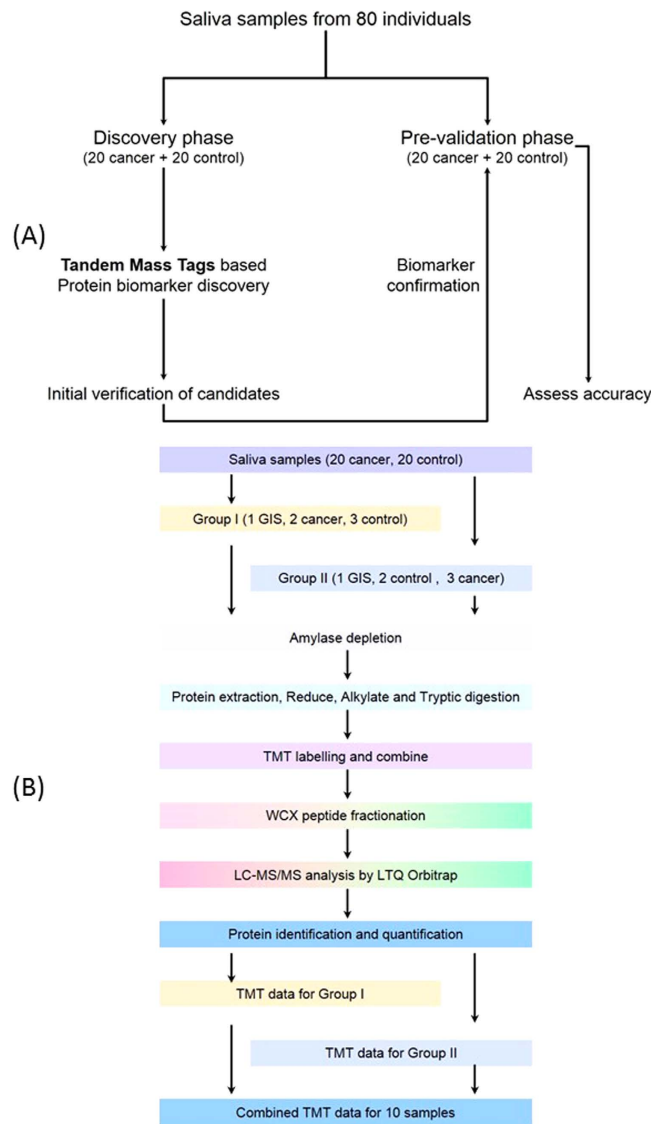 Saliva samples from 80 individuals
Discovery phase
(20 cancer + 20 control)
Pre-validation phase
(20 cancer + 20 control)
(A)
Tandem Mass Tags based
Protein biomarker discovery
Biomarker
confirmation
Initial verification of candidates
Assess accuracy
Saliva samples (20 cancer, 20 control)
Group I (1 GIS, 2 cancer, 3 control)
Group II (1 GIS, 2 control , 3 cancer)
Amylase depletion
Protein extraction, Reduce, Alkylate and Tryptic digestion
TMT labelling and combine
(B)
WCX peptide fractionation
LC-MS/MS analysis by LTQ Orbitrap
Protein identification and quantification
TMT data for Group I
TMT data for Group II
Combined TMT data for 10 samples